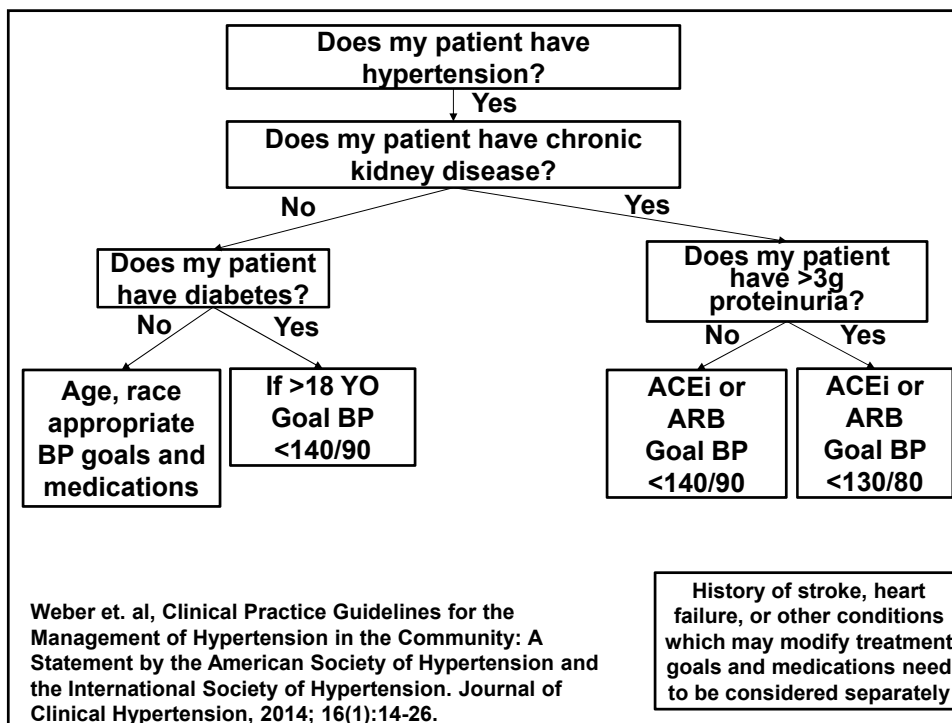 Does my patient have
hypertension?
Yes
Does my patient have chronic
kidney disease?
No
Yes
Does my patient
have diabetes?
Does my patient
have >3g
proteinuria?
No
Yes
No
Yes
Age, race
appropriate
BP goals and
medications
If >18 YO
Goal BP
<140/90
ACEi or
ARB
Goal BP
<140/90
ACEi or
ARB
Goal BP
<130/80
Weber et. al, Clinical Practice Guidelines for the
Management of Hypertension in the Community: A
Statement by the American Society of Hypertension and
the International Society of Hypertension. Journal of
Clinical Hypertension, 2014; 16(1):14-26.
History of stroke, heart
failure, or other conditions
which may modify treatment
goals and medications need
to be considered separately